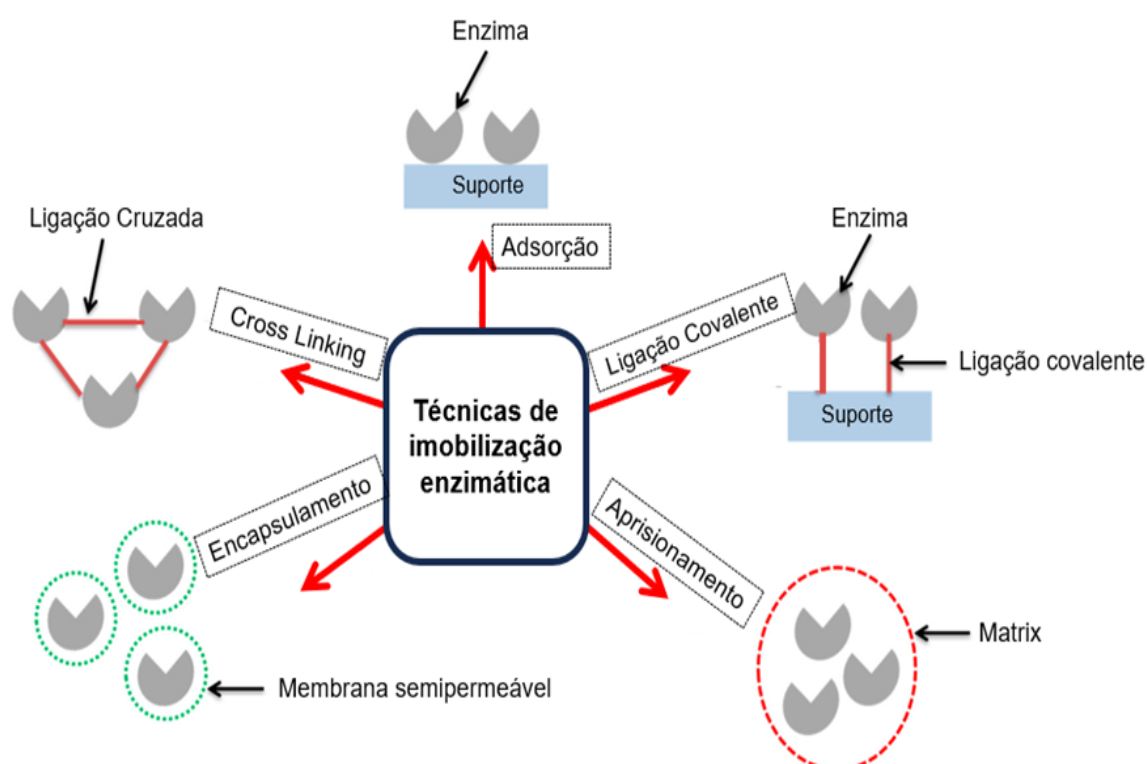 Enzima
Suporte
Adsorção
Ligação Cruzada
Cross Linking
Enzima
Ligação Covalente
Ligação covalente
Suporte
Técnicas de
imobilização
enzimática
Encapsulamento
Membrana semipermeável
Aprisionamento
Matrix